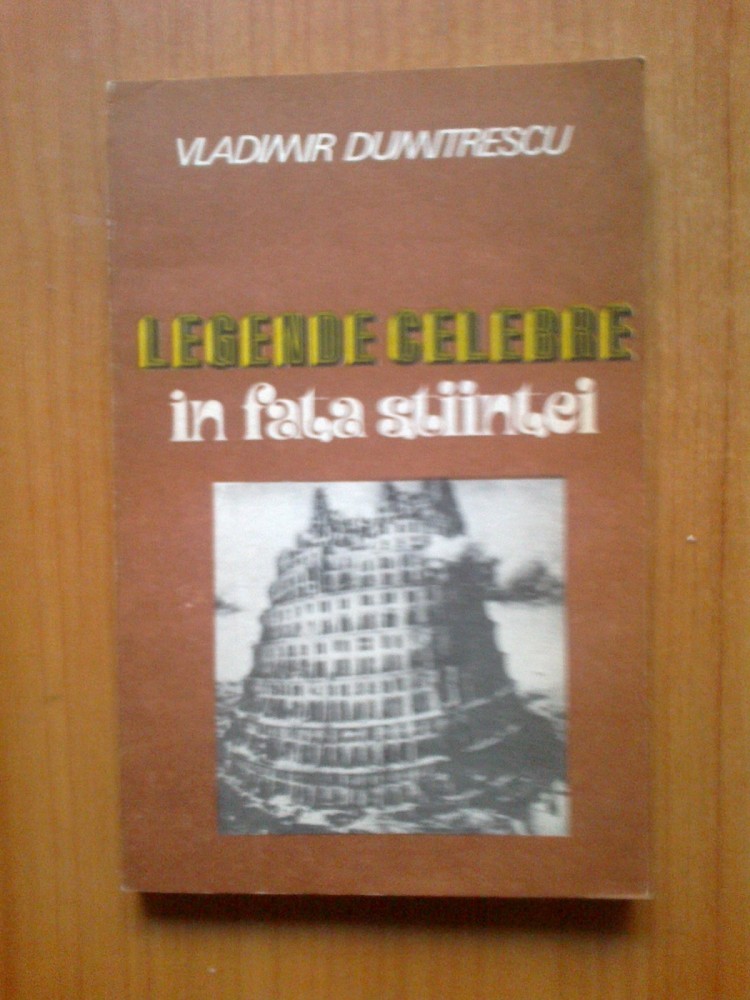 VLADIMIR DUMITRESCU
LEGENDE CELEBRE
in fata stiintei